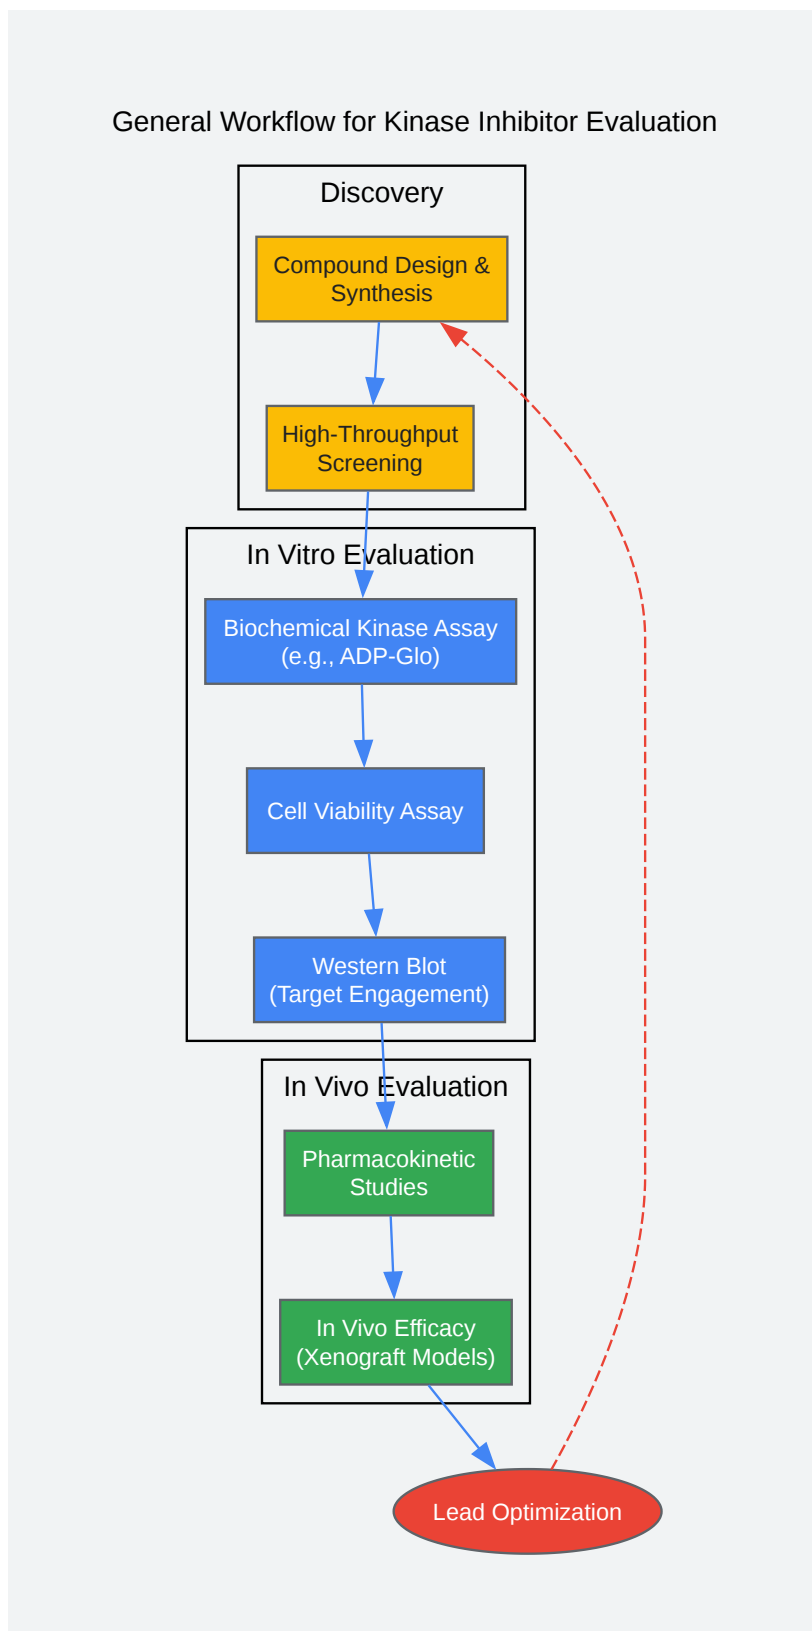 General Workflow for Kinase Inhibitor Evaluation
Discovery
Compound Design &
Synthesis
High-Throughput
Screening
In Vitro Evaluation
Biochemical Kinase Assay
(e.g., ADP-Glo)
Cell Viability Assay
Western Blot
(Target Engagement)
In Vivo Evaluation
Pharmacokinetic
Studies
In Vivo Efficacy
(Xenograft Models)
Lead Optimization